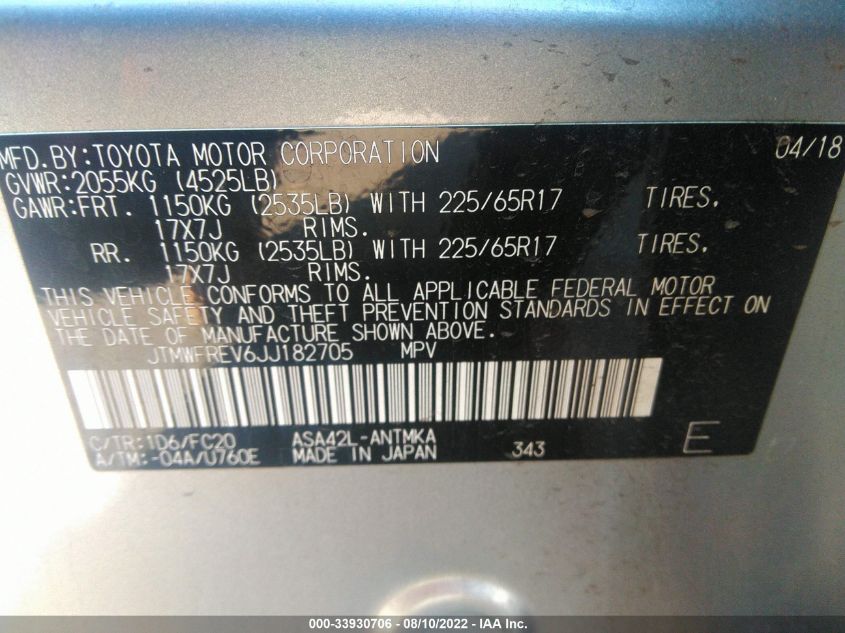 MFD.BY:TOYOTA MOTOR CORPORATION 04/18
GVWR:2055KG (4525LB)
GAWR:FRT. 1150KG (2535LB) WITH 225/65R17 TIRES,
17X7J RIMS.
RR. 1150KG (2535LB) WITH 225/65R17 TIRES,
17X7J RIMS.
THIS VEHICLE CONFORMS TO ALL APPLICABLE FEDERAL MOTOR
VEHICLE SAFETY AND THEFT PREVENTION STANDARDS IN EFFECT ON
THE DATE OF MANUFACTURE SHOWN ABOVE.
JTMWFREV6JJ182705 MPV
C/TR:1D6/FC20 ASA42L-ANTMKA
A/TM:-04A/U760E MADE IN JAPAN 343 E
000-33930706 - 08/10/2022 - IAA Inc.